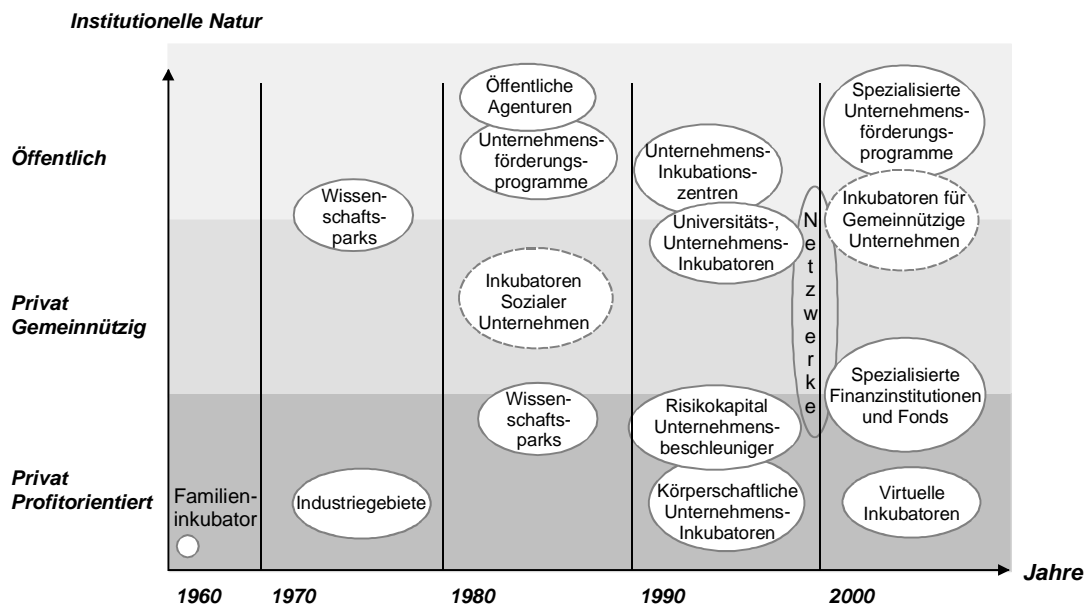 Institutionelle Natur
Öffentlich
Privat
Gemeinnützig
Privat
Profitorientiert
Familien-
inkubator
Wissen-
schafts-
parks
Industriegebiete
Öffentliche
Agenturen
Unternehmens-
förderungs-
programme
Inkubatoren
Sozialer
Unternehmen
Wissen-
schafts-
parks
Unternehmens-
Inkubations-
zentren
Universitäts-,
Unternehmens-
Inkubatoren
Risikokapital
Unternehmens-
beschleuniger
Körperschaftliche
Unternehmens-
Inkubatoren
Netzwerke
Spezialisierte
Unternehmens-
förderungs-
programme
Inkubatoren für
Gemeinnützige
Unternehmen
Spezialisierte
Finanzinstitutionen
und Fonds
Virtuelle
Inkubatoren
Jahre
1960
1970
1980
1990
2000